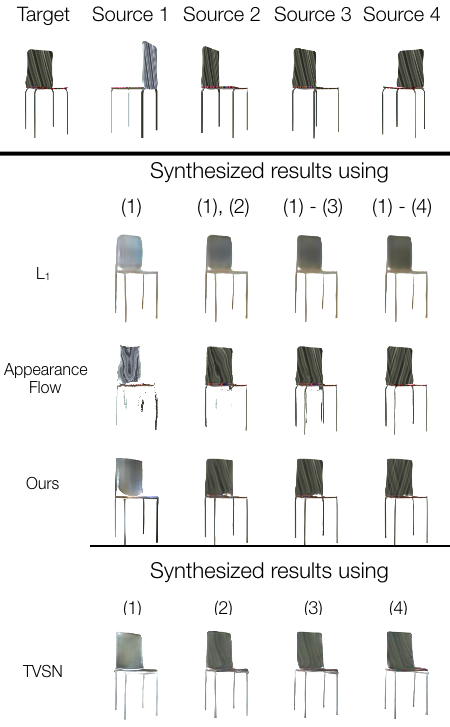 Target Source 1 Source 2 Source 3 Source 4
Synthesized results using
(1) (1), (2) (1) - (3) (1) - (4)
L₁
Appearance
Flow
Ours
Synthesized results using
(1) (2) (3) (4)
TVSN